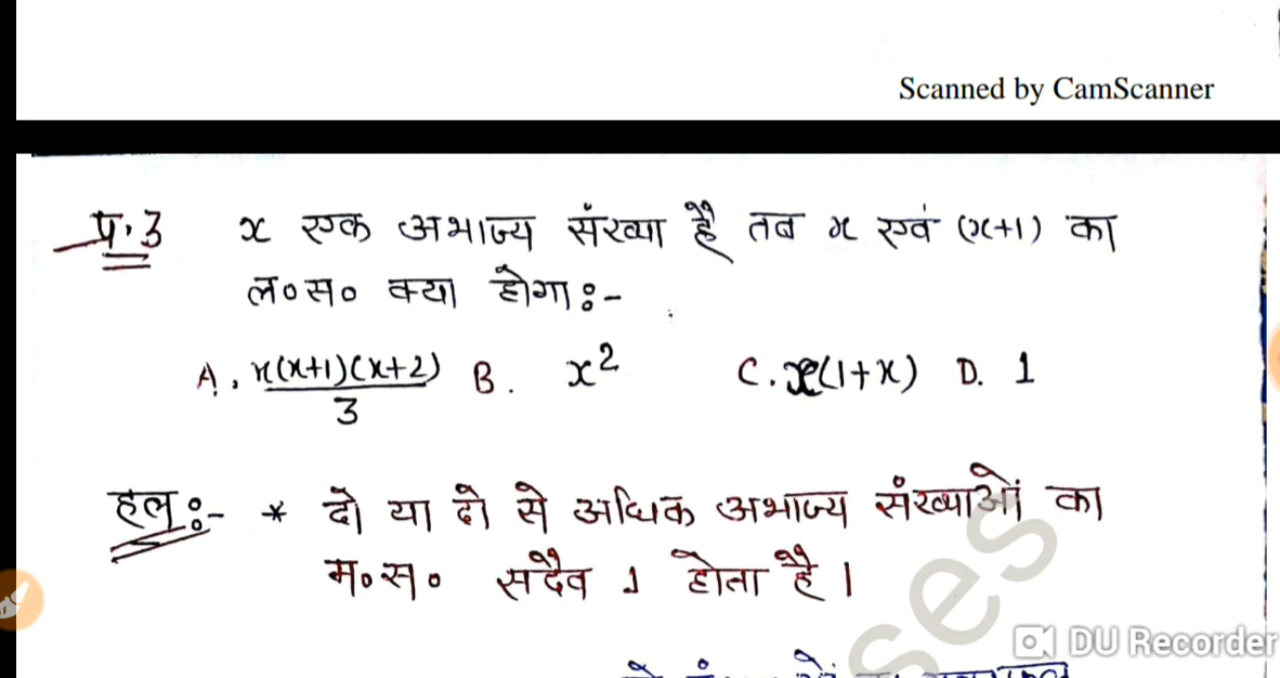 Scanned by CamScanner
प्र.3 x एक अभाज्य संख्या है तब x एवं (x+1) का
ल०स० क्या होगा:-
A. x(x+1)(x+2)/3 B. x² C. x(1+x) D. 1
हल:- * दो या दो से अधिक अभाज्य संख्याओं का
म०स० सदैव 1 होता है।
ses
DU Recorder